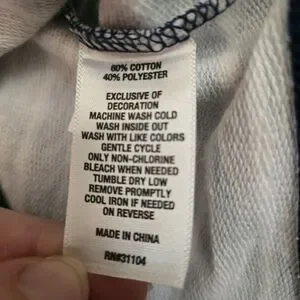 60% COTTON
40% POLYESTER
EXCLUSIVE OF
DECORATION
MACHINE WASH COLD
WASH INSIDE OUT
WASH WITH LIKE COLORS
GENTLE CYCLE
ONLY NON-CHLORINE
BLEACH WHEN NEEDED
TUMBLE DRY LOW
REMOVE PROMPTLY
COOL IRON IF NEEDED
ON REVERSE
MADE IN CHINA
RN#31104